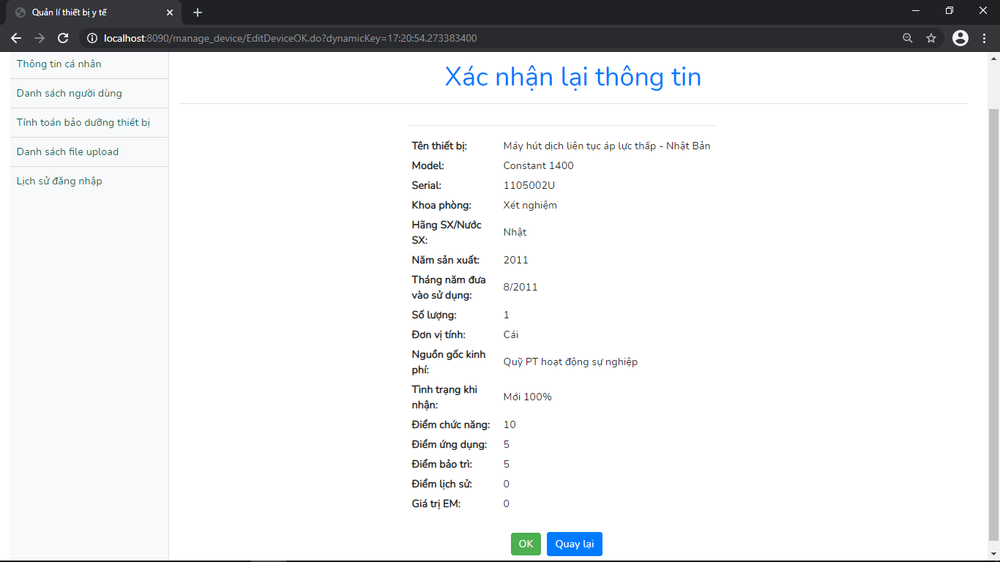 Quản lí thiết bị y tế
localhost:8090/manage_device/EditDeviceOK.do?dynamicKey=17:20:54.273383400
Thông tin cá nhân
Danh sách người dùng
Tính toán bảo dưỡng thiết bị
Danh sách file upload
Lịch sử đăng nhập
Xác nhận lại thông tin
Tên thiết bị: Máy hút dịch liên tục áp lực thấp - Nhật Bản
Model: Constant 1400
Serial: 1105002U
Khoa phòng: Xét nghiệm
Hãng SX/Nước
SX: Nhật
Năm sản xuất: 2011
Tháng năm đưa
vào sử dụng: 8/2011
Số lượng: 1
Đơn vị tính: Cái
Nguồn gốc kinh
phí: Quỹ PT hoạt động sự nghiệp
Tình trạng khi
nhận: Mới 100%
Điểm chức năng: 10
Điểm ứng dụng: 5
Điểm bảo trì: 5
Điểm lịch sử: 0
Giá trị EM: 0
OK Quay lại